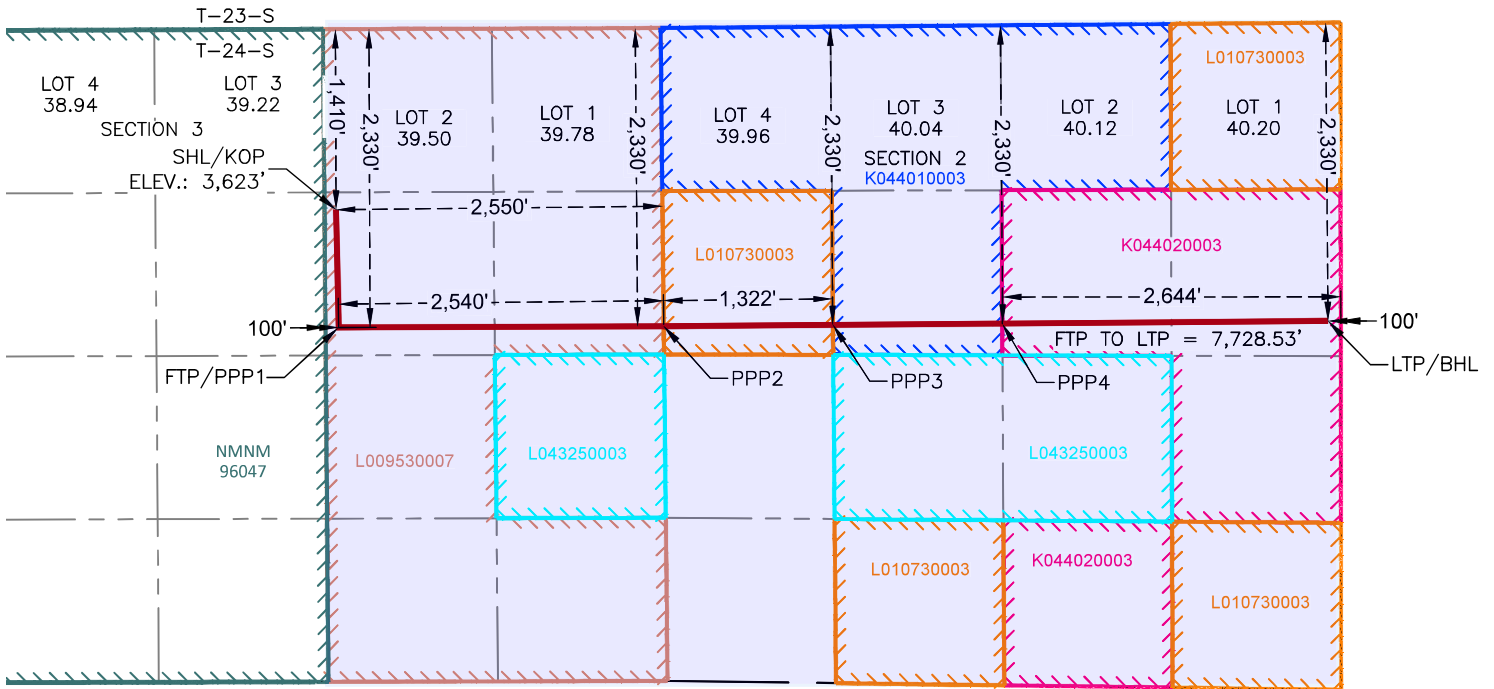 T-23-S
T-24-S
LOT 4
38.94
LOT 3
39.22
SECTION 3
SHL/KOP
ELEV.: 3,623'
1,410'
2,330'
LOT 2
39.50
LOT 1
39.78
2,330'
LOT 4
39.96
2,330'
LOT 3
40.04
SECTION 2
K044010003
2,330'
LOT 2
40.12
L010730003
LOT 1
40.20
2,330'
2,550'
L010730003
K044020003
2,540'
1,322'
2,644'
100'
100'
FTP TO LTP = 7,728.53'
FTP/PPP1
PPP2
PPP3
PPP4
LTP/BHL
NMNM
96047
L009530007
L043250003
L043250003
L010730003
K044020003
L010730003